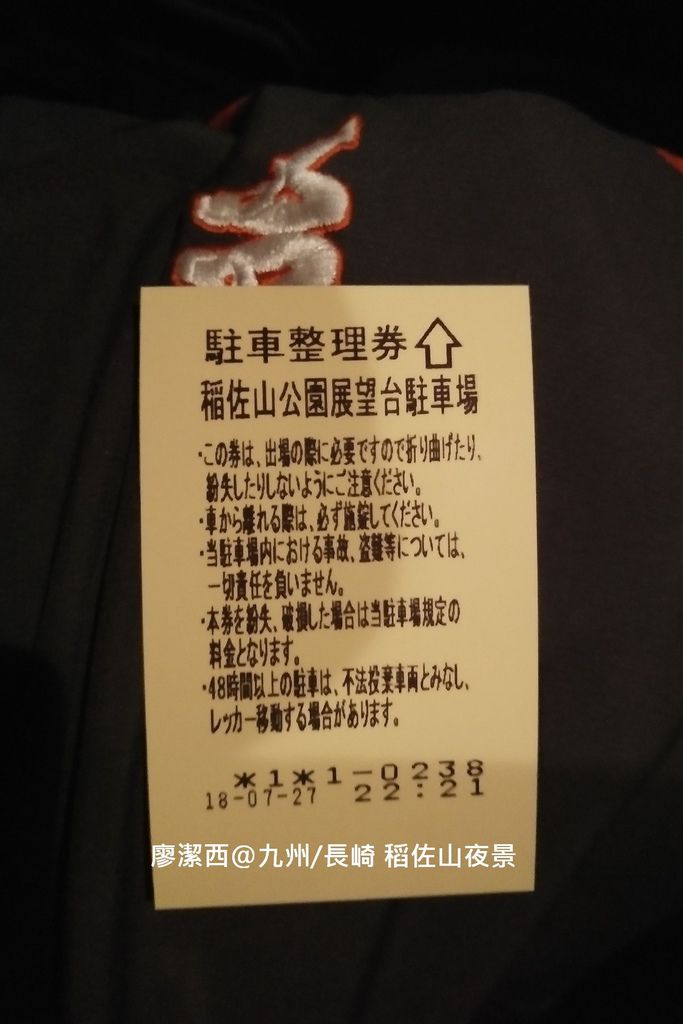 駐車整理券⇧
稲佐山公園展望台駐車場
・この券は、出場の際に必要ですので折り曲げたり、
紛失したりしないようにご注意ください。
・車から離れる際は、必ず施錠してください。
・当駐車場内における事故、盗難等については、
一切責任を負いません。
・本券を紛失、破損した場合は当駐車場規定の
料金となります。
・48時間以上の駐車は、不法投棄車両とみなし、
レッカー移動する場合があります。
*1*1-0238
18-07-27 22:21
廖潔西@九州/長崎 稻佐山夜景